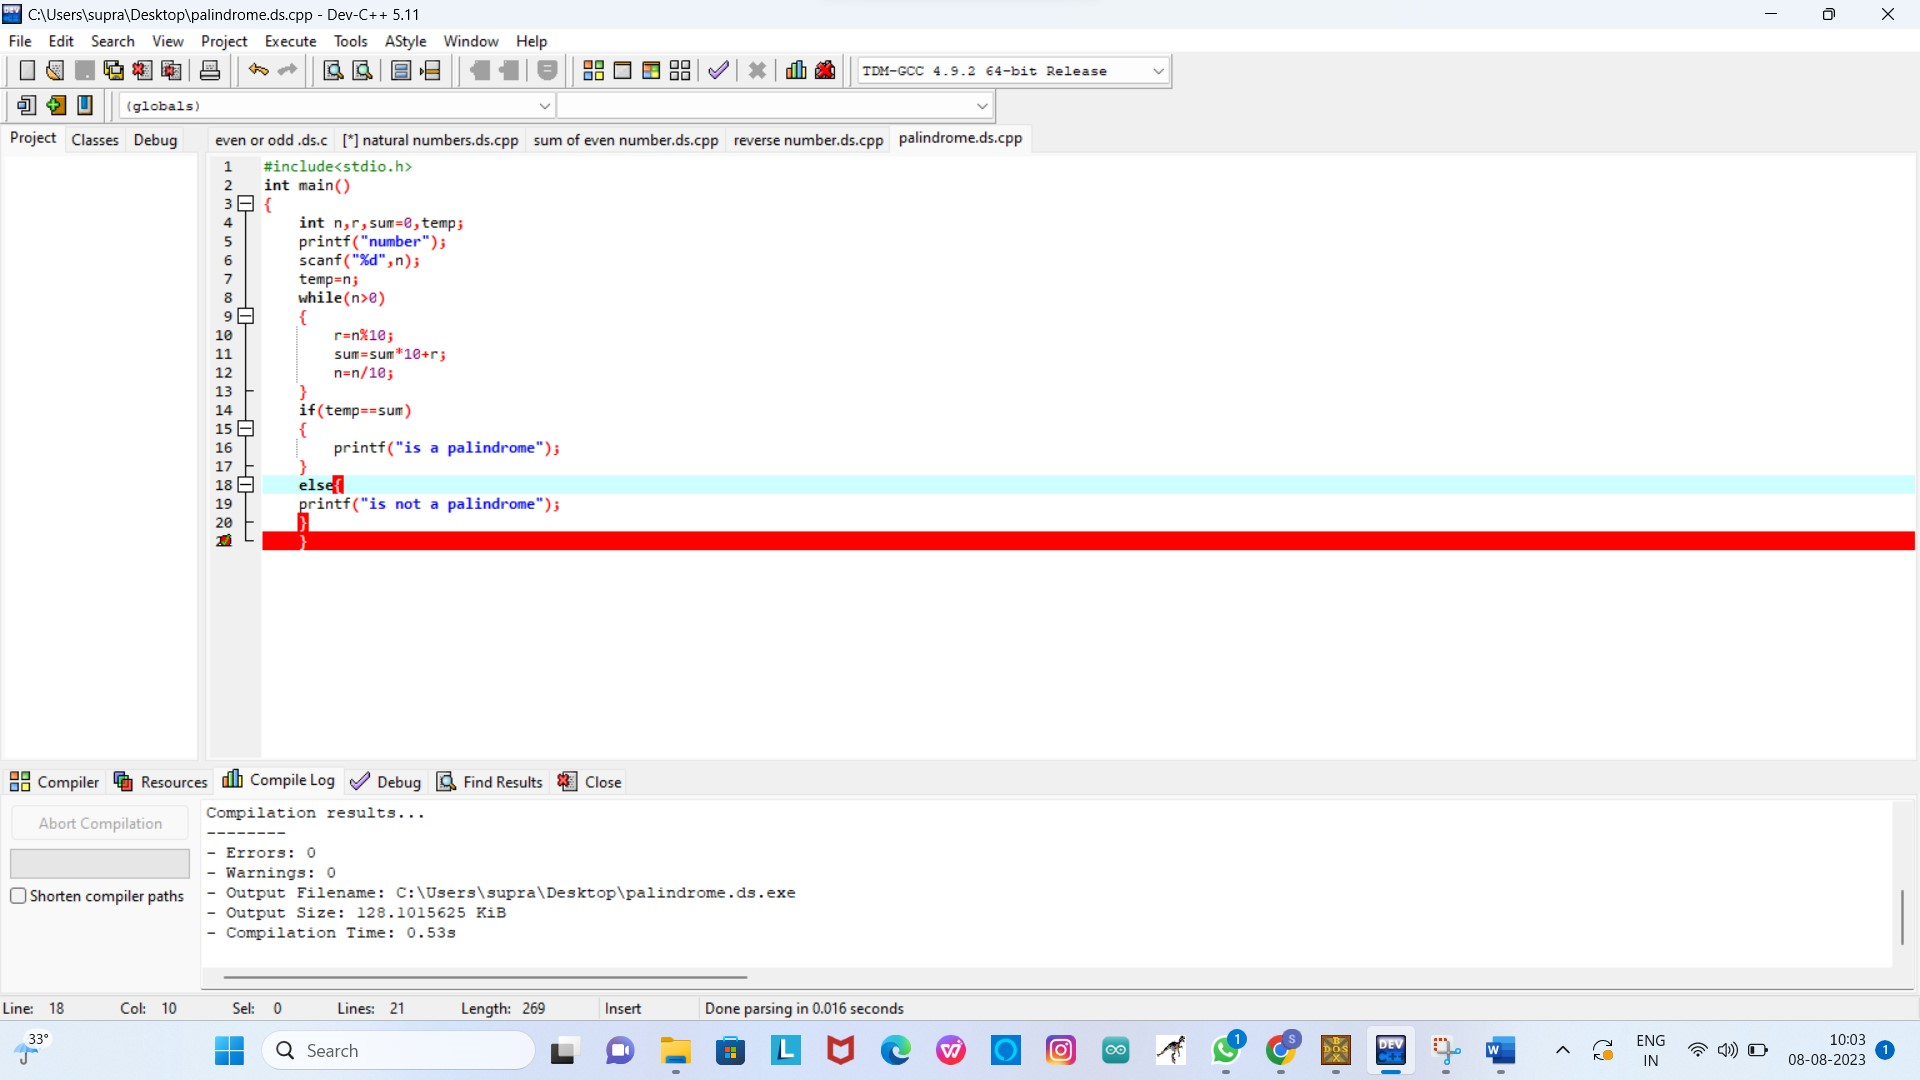 C:\Users\supra\Desktop\palindrome.ds.cpp - Dev-C++ 5.11
File Edit Search View Project Execute Tools AStyle Window Help
TDM-GCC 4.9.2 64-bit Release
(globals)
Project Classes Debug even or odd .ds.c [*] natural numbers.ds.cpp sum of even number.ds.cpp reverse number.ds.cpp palindrome.ds.cpp
1 #include<stdio.h>
2 int main()
3 {
4 int n,r,sum=0,temp;
5 printf("number");
6 scanf("%d",n);
7 temp=n;
8 while(n>0)
9 {
10 r=n%10;
11 sum=sum*10+r;
12 n=n/10;
13 }
14 if(temp==sum)
15 {
16 printf("is a palindrome");
17 }
18 else{
19 printf("is not a palindrome");
20 }
}
Compiler Resources Compile Log Debug Find Results Close
Abort Compilation
Shorten compiler paths
Compilation results...
--------
- Errors: 0
- Warnings: 0
- Output Filename: C:\Users\supra\Desktop\palindrome.ds.exe
- Output Size: 128.1015625 KiB
- Compilation Time: 0.53s
Line: 18 Col: 10 Sel: 0 Lines: 21 Length: 269 Insert Done parsing in 0.016 seconds
33°
Search
1
S
DEV
W
ENG
IN
10:03
08-08-2023
1